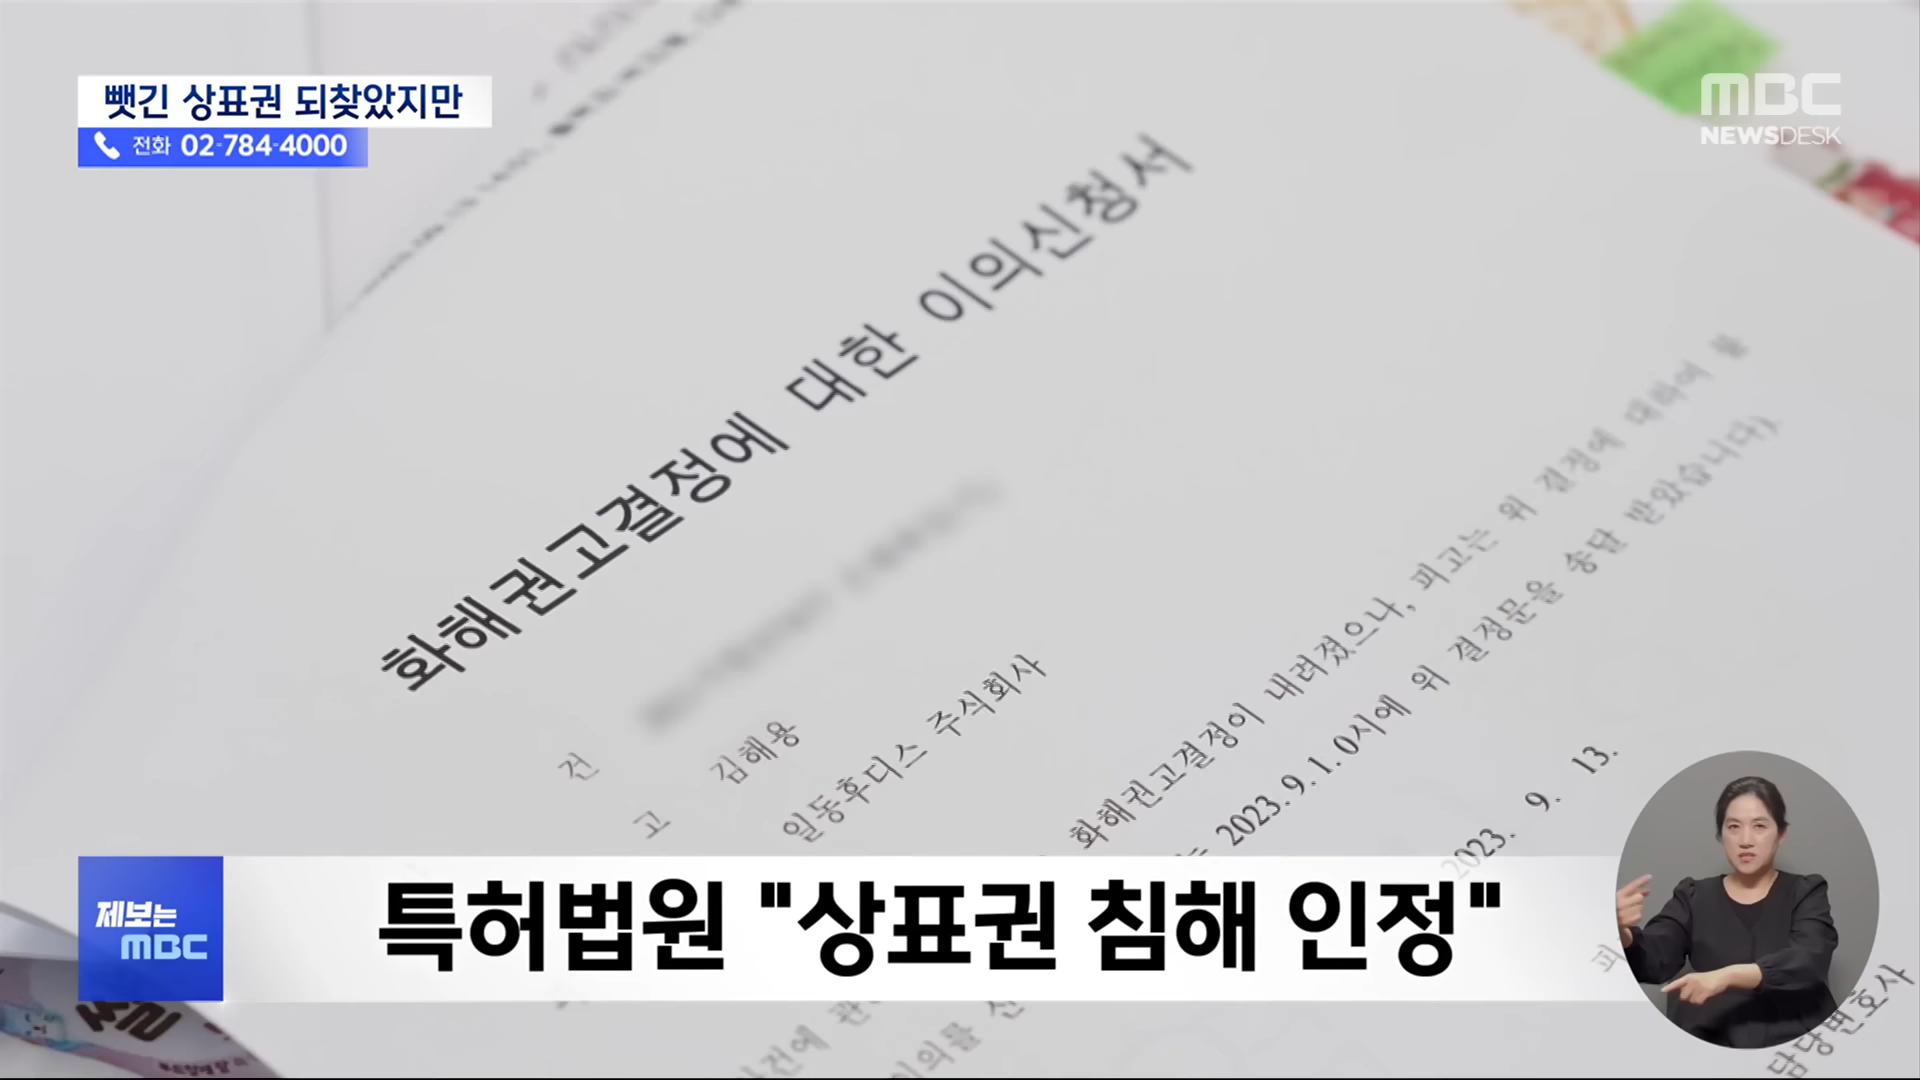 뺏긴 상표권 되찾았지만
전화 02-784-4000
MBC
NEWSDESK
화해권고결정에 대한 이의신청서
건
고 김해용
일동후디스 주식회사
화해권고결정이 내려졌으나, 피고는 위 결정에 대하여 불
2023. 9. 1. 0시에 위 결정문을 송달 받았습니다).
2023. 9. 13.
제보는
MBC
특허법원 "상표권 침해 인정"
담당변호사